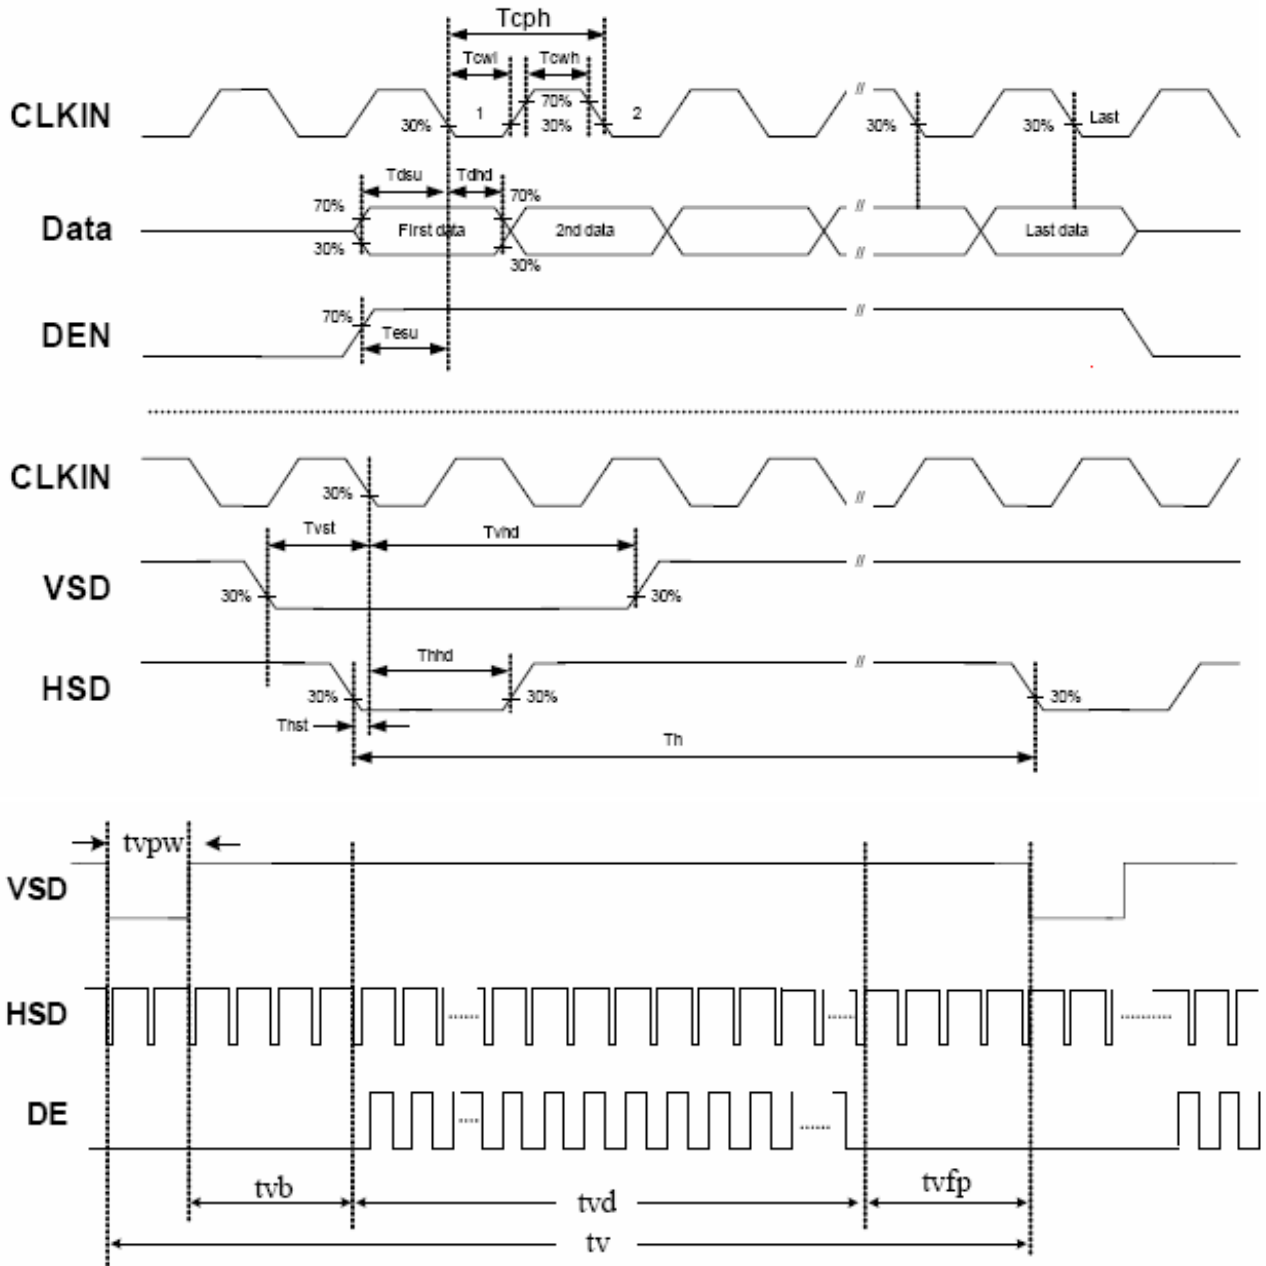 Tcph
Tcwl Tcwh
CLKIN 30% 1 70% 30% 2 // 30% 30% Last
Tdsu Tdhd
Data 70% 30% First data 70% 30% 2nd data // // Last data
DEN 70% Tesu //
CLKIN 30% //
Tvst Tvhd
VSD 30% 30% //
Thhd
HSD 30% 30% // 30%
Thst
Th
tvpw
VSD
HSD
DE
tvb tvd tvfp
tv